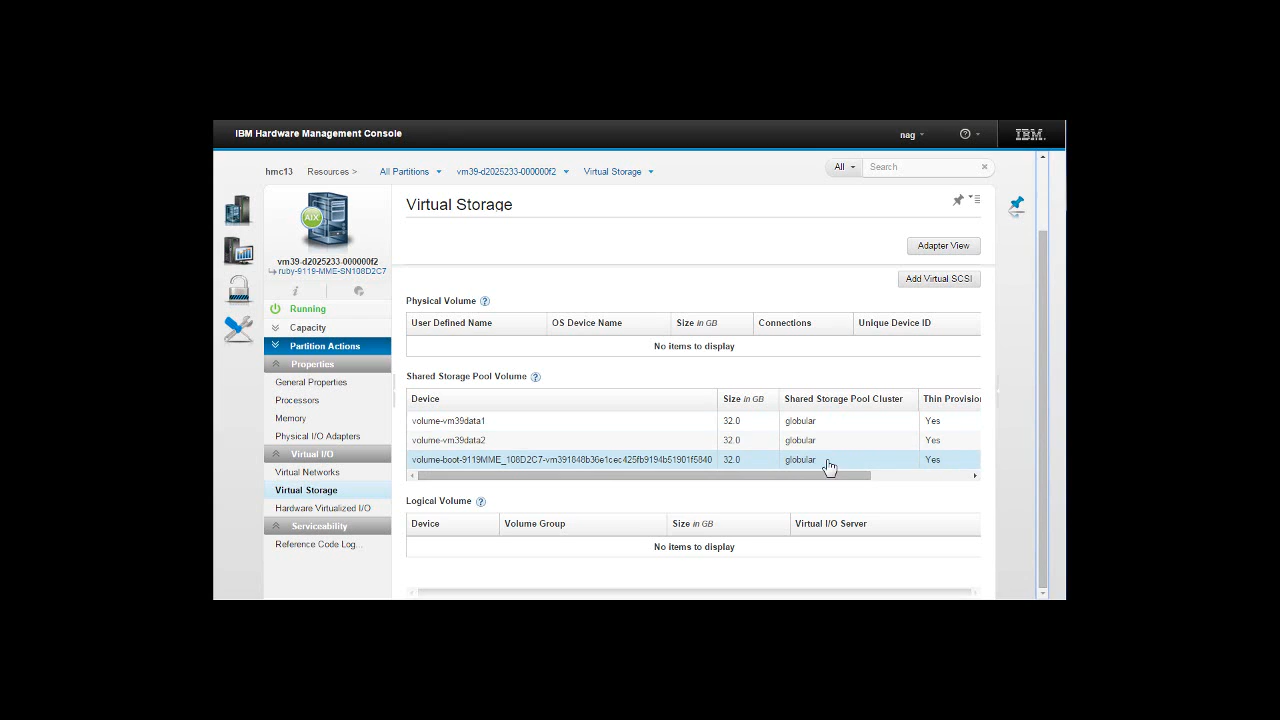 IBM Hardware Management Console
nag
IBM.
hmc13 Resources > All Partitions vm39-d2025233-000000f2 Virtual Storage
All Search
AIX
vm39-d2025233-000000f2
ruby-9119-MME-SN108D2C7
Running
Capacity
Partition Actions
Properties
General Properties
Processors
Memory
Physical I/O Adapters
Virtual I/O
Virtual Networks
Virtual Storage
Hardware Virtualized I/O
Serviceability
Reference Code Log...
Virtual Storage
Adapter View
Add Virtual SCSI
Physical Volume ?
User Defined Name OS Device Name Size in GB Connections Unique Device ID
No items to display
Shared Storage Pool Volume ?
Device Size in GB Shared Storage Pool Cluster Thin Provision
volume-vm39data1 32.0 globular Yes
volume-vm39data2 32.0 globular Yes
volume-boot-9119MME_108D2C7-vm391848b36e1cec425fb9194b51901f5840 32.0 globular Yes
Logical Volume ?
Device Volume Group Size in GB Virtual I/O Server
No items to display